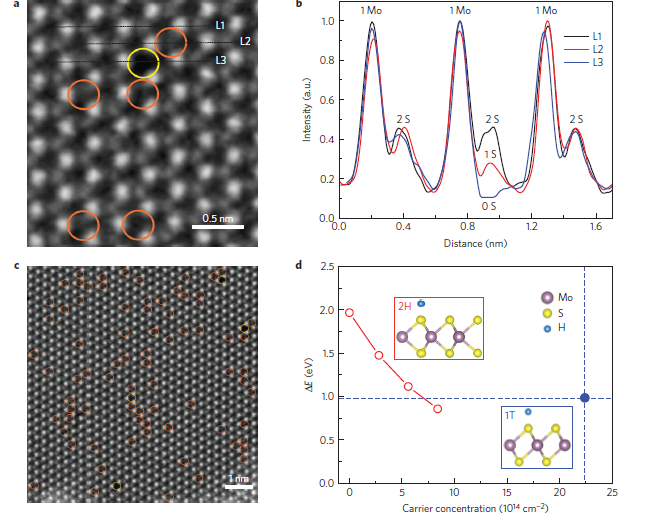 a
L1
L2
L3
0.5 nm
b
1 Mo
1 Mo
1 Mo
L1
L2
L3
2 S
2 S
2 S
1 S
0 S
1.0
0.8
0.6
0.4
0.2
0.0
0.0
0.4
0.8
1.2
1.6
Intensity (a.u.)
Distance (nm)
c
1 nm
d
2.5
2.0
1.5
1.0
0.5
0.0
ΔE (eV)
2H
Mo
S
H
1T
0
5
10
15
20
25
Carrier concentration (10¹⁴ cm⁻²)